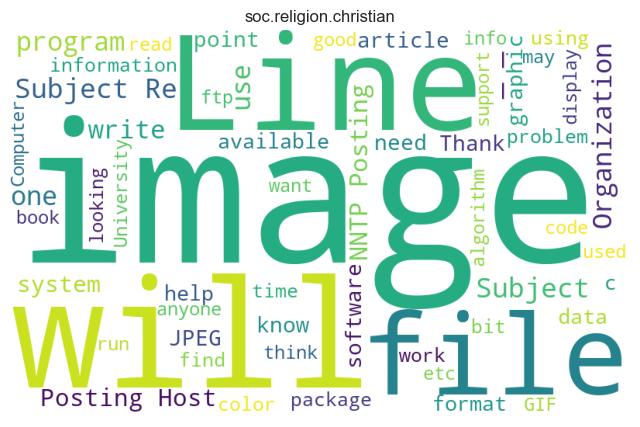 soc.religion.christian
program
read
point
good
article
info
using
information
Line
may
Subject Re
ftp
use
support
|
|
graphic
display
Organization
write
available
NNTP Posting
need
Thank
problem
Computer
looking
University
image
want
algorithm
one
book
code
used
system
help
time
software
Subject
c
Will
anyone
know
file
data
run
JPEG
find
think
bit
work
etc
Posting Host
color
package
format
GIF